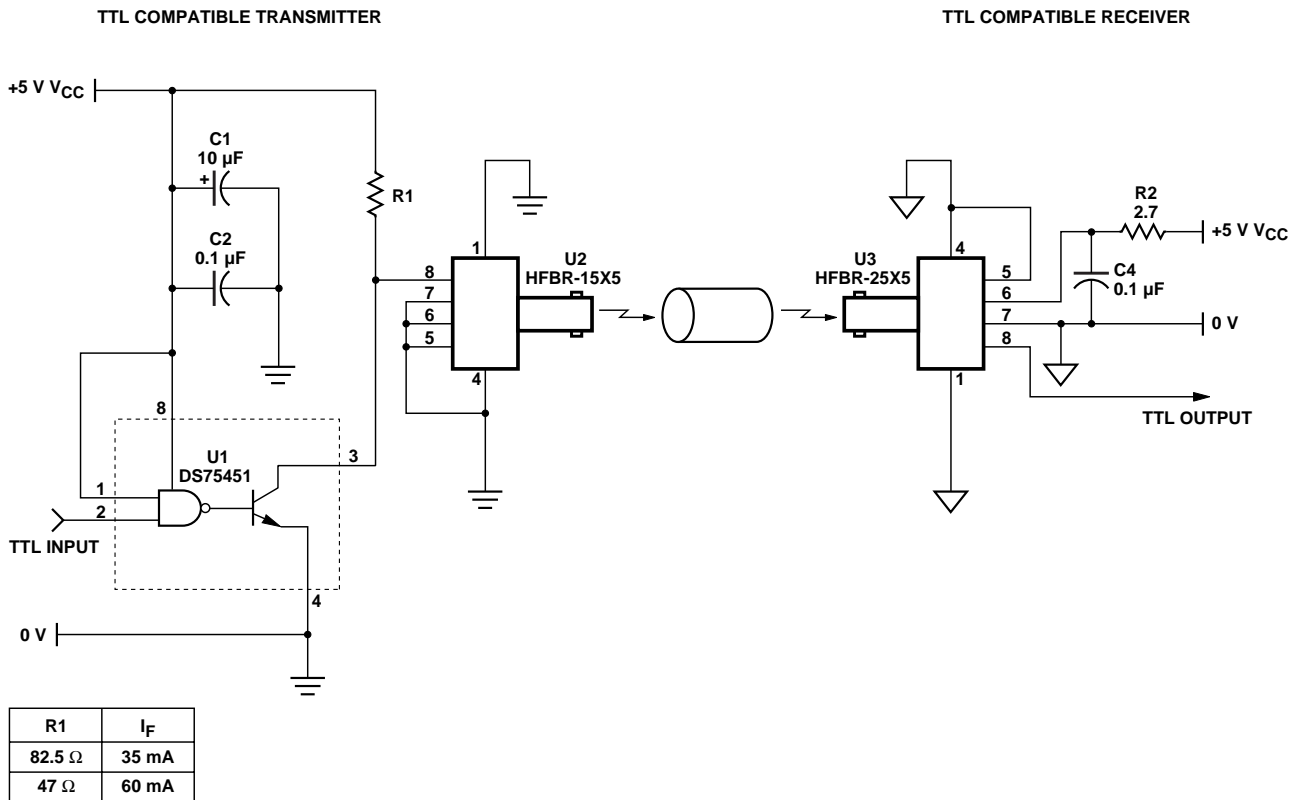 TTL COMPATIBLE TRANSMITTER
TTL COMPATIBLE RECEIVER
+5 V VCC
C1
10 µF
+
C2
0.1 µF
R1
8
U1
DS75451
3
1
2
TTL INPUT
4
0 V
1
8
7
6
5
4
U2
HFBR-15X5
U3
HFBR-25X5
4
5
6
7
8
1
R2
2.7
+5 V VCC
C4
0.1 µF
0 V
TTL OUTPUT
R1 IF
82.5 Ω 35 mA
47 Ω 60 mA